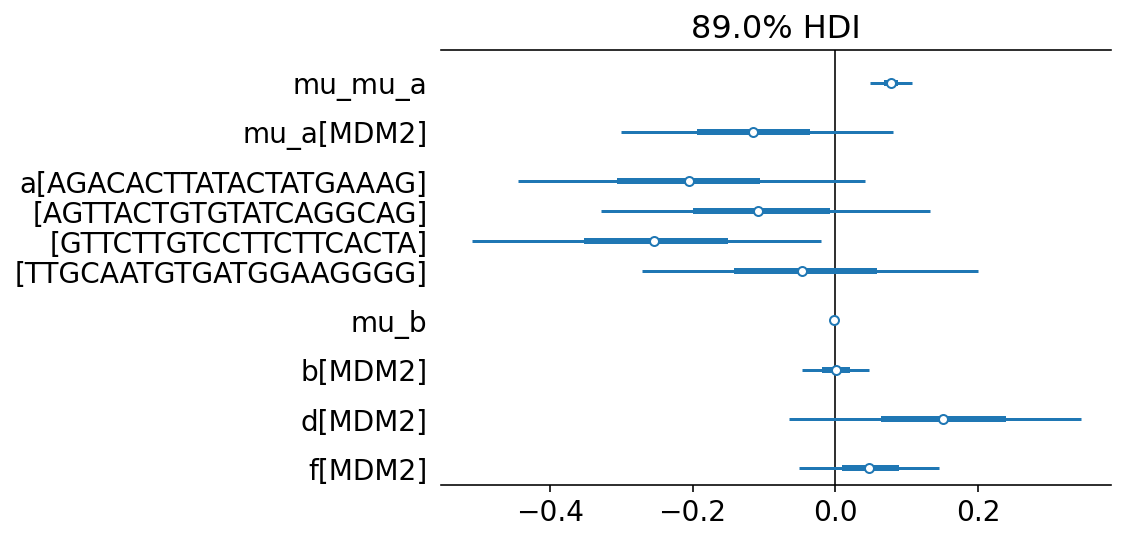 89.0% HDI
mu_mu_a
mu_a[MDM2]
a[AGACACTTATACTATGAAAG]
[AGTTACTGTGTATCAGGCAG]
[GTTCTTGTCCTTCTTCACTA]
[TTGCAATGTGATGGAAGGGG]
mu_b
b[MDM2]
d[MDM2]
f[MDM2]
−0.4 −0.2 0.0 0.2